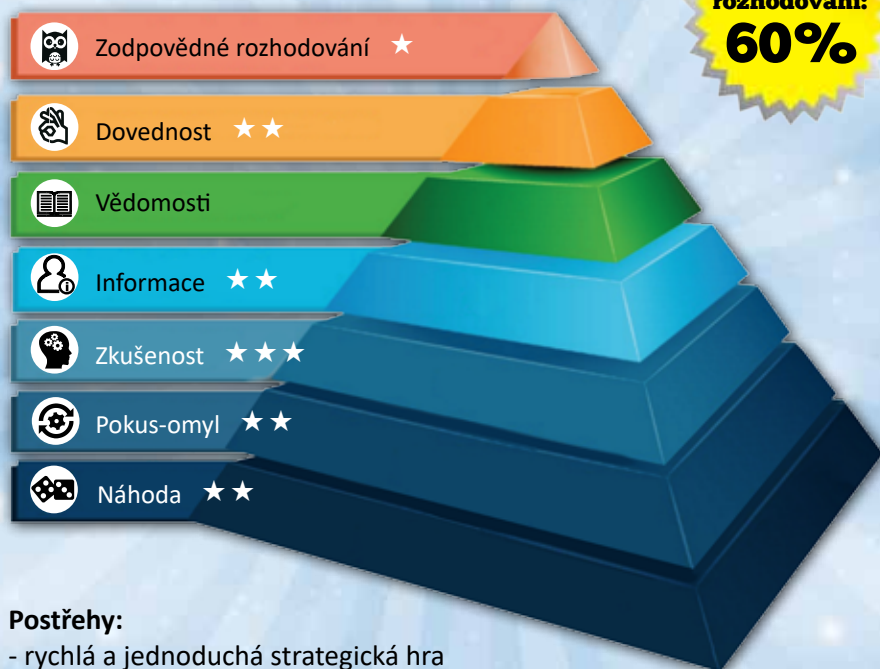 rozhodování:
60%
Zodpovědné rozhodování ★
Dovednost ★★
Vědomosti
Informace ★★
Zkušenost ★★★
Pokus-omyl ★★
Náhoda ★★
Postřehy:
- rychlá a jednoduchá strategická hra